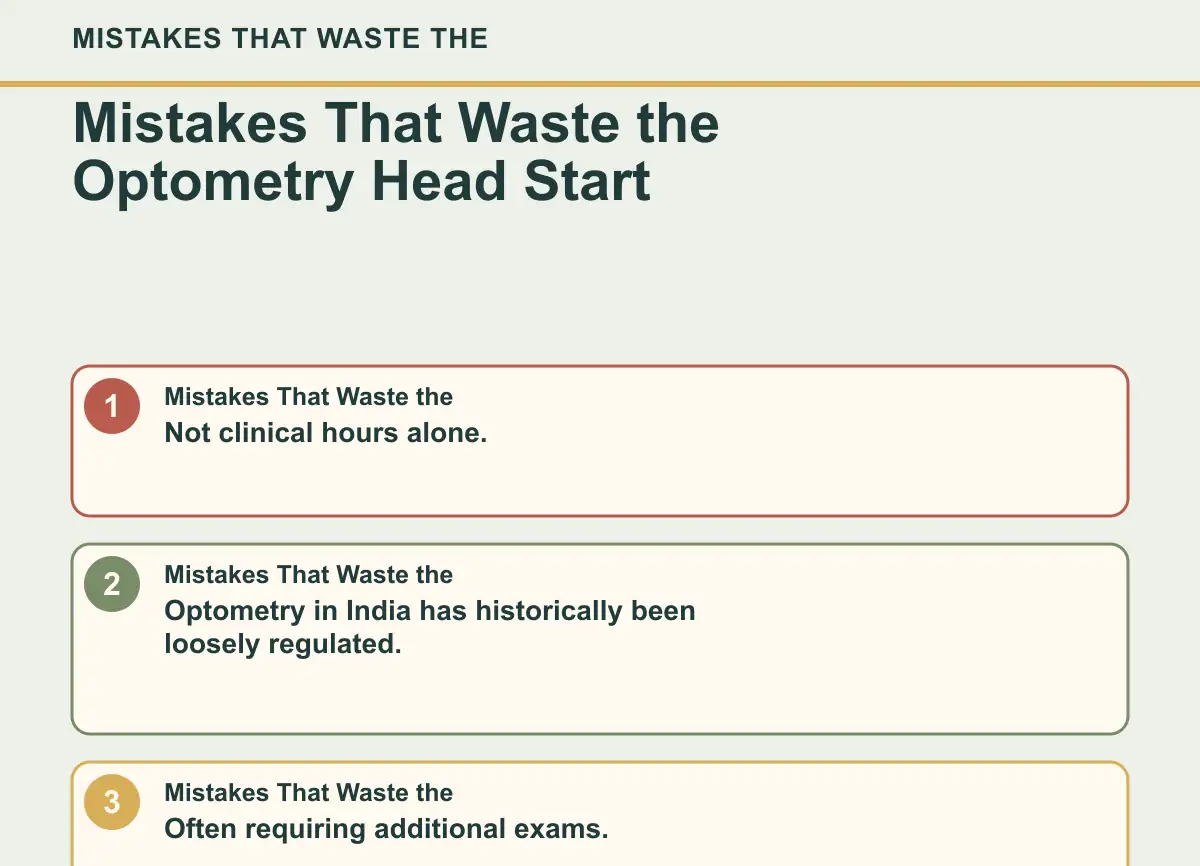 MISTAKES THAT WASTE THE
Mistakes That Waste the
Optometry Head Start
1
Mistakes That Waste the
Not clinical hours alone.
2
Mistakes That Waste the
Optometry in India has historically been
loosely regulated.
3
Mistakes That Waste the
Often requiring additional exams.